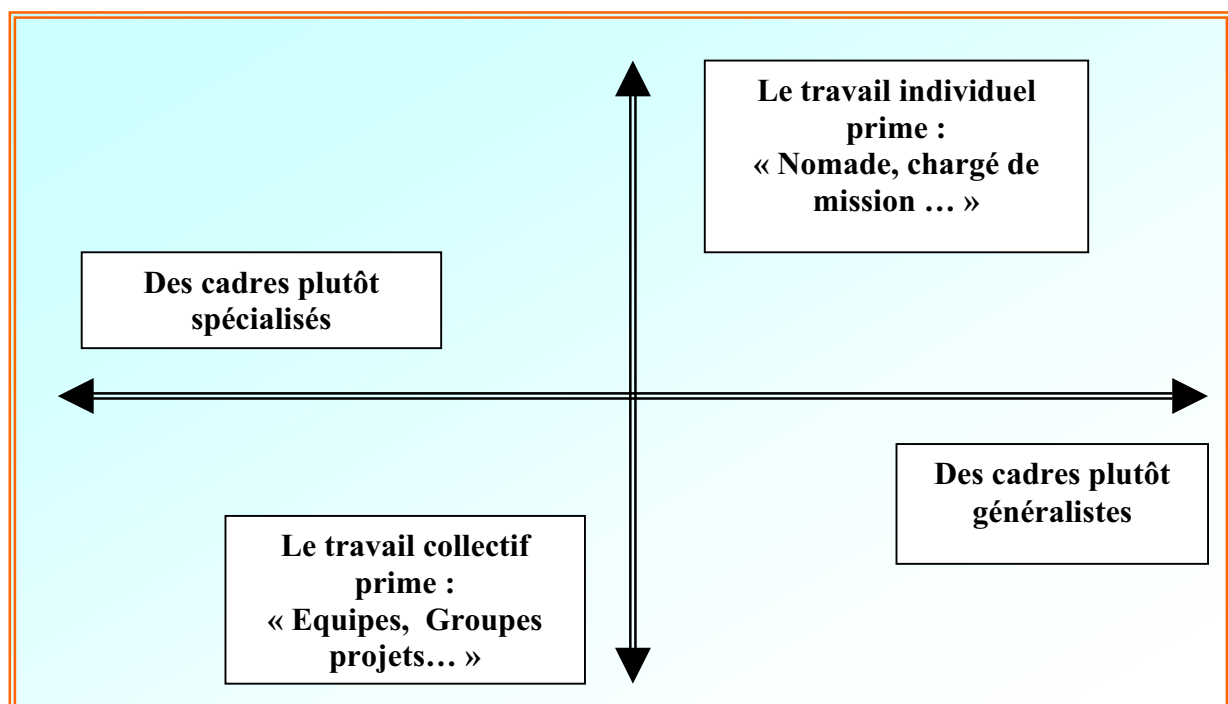 Le travail individuel
prime :
« Nomade, chargé de
mission … »
Des cadres plutôt
spécialisés
Des cadres plutôt
généralistes
Le travail collectif
prime :
« Equipes, Groupes
projets… »